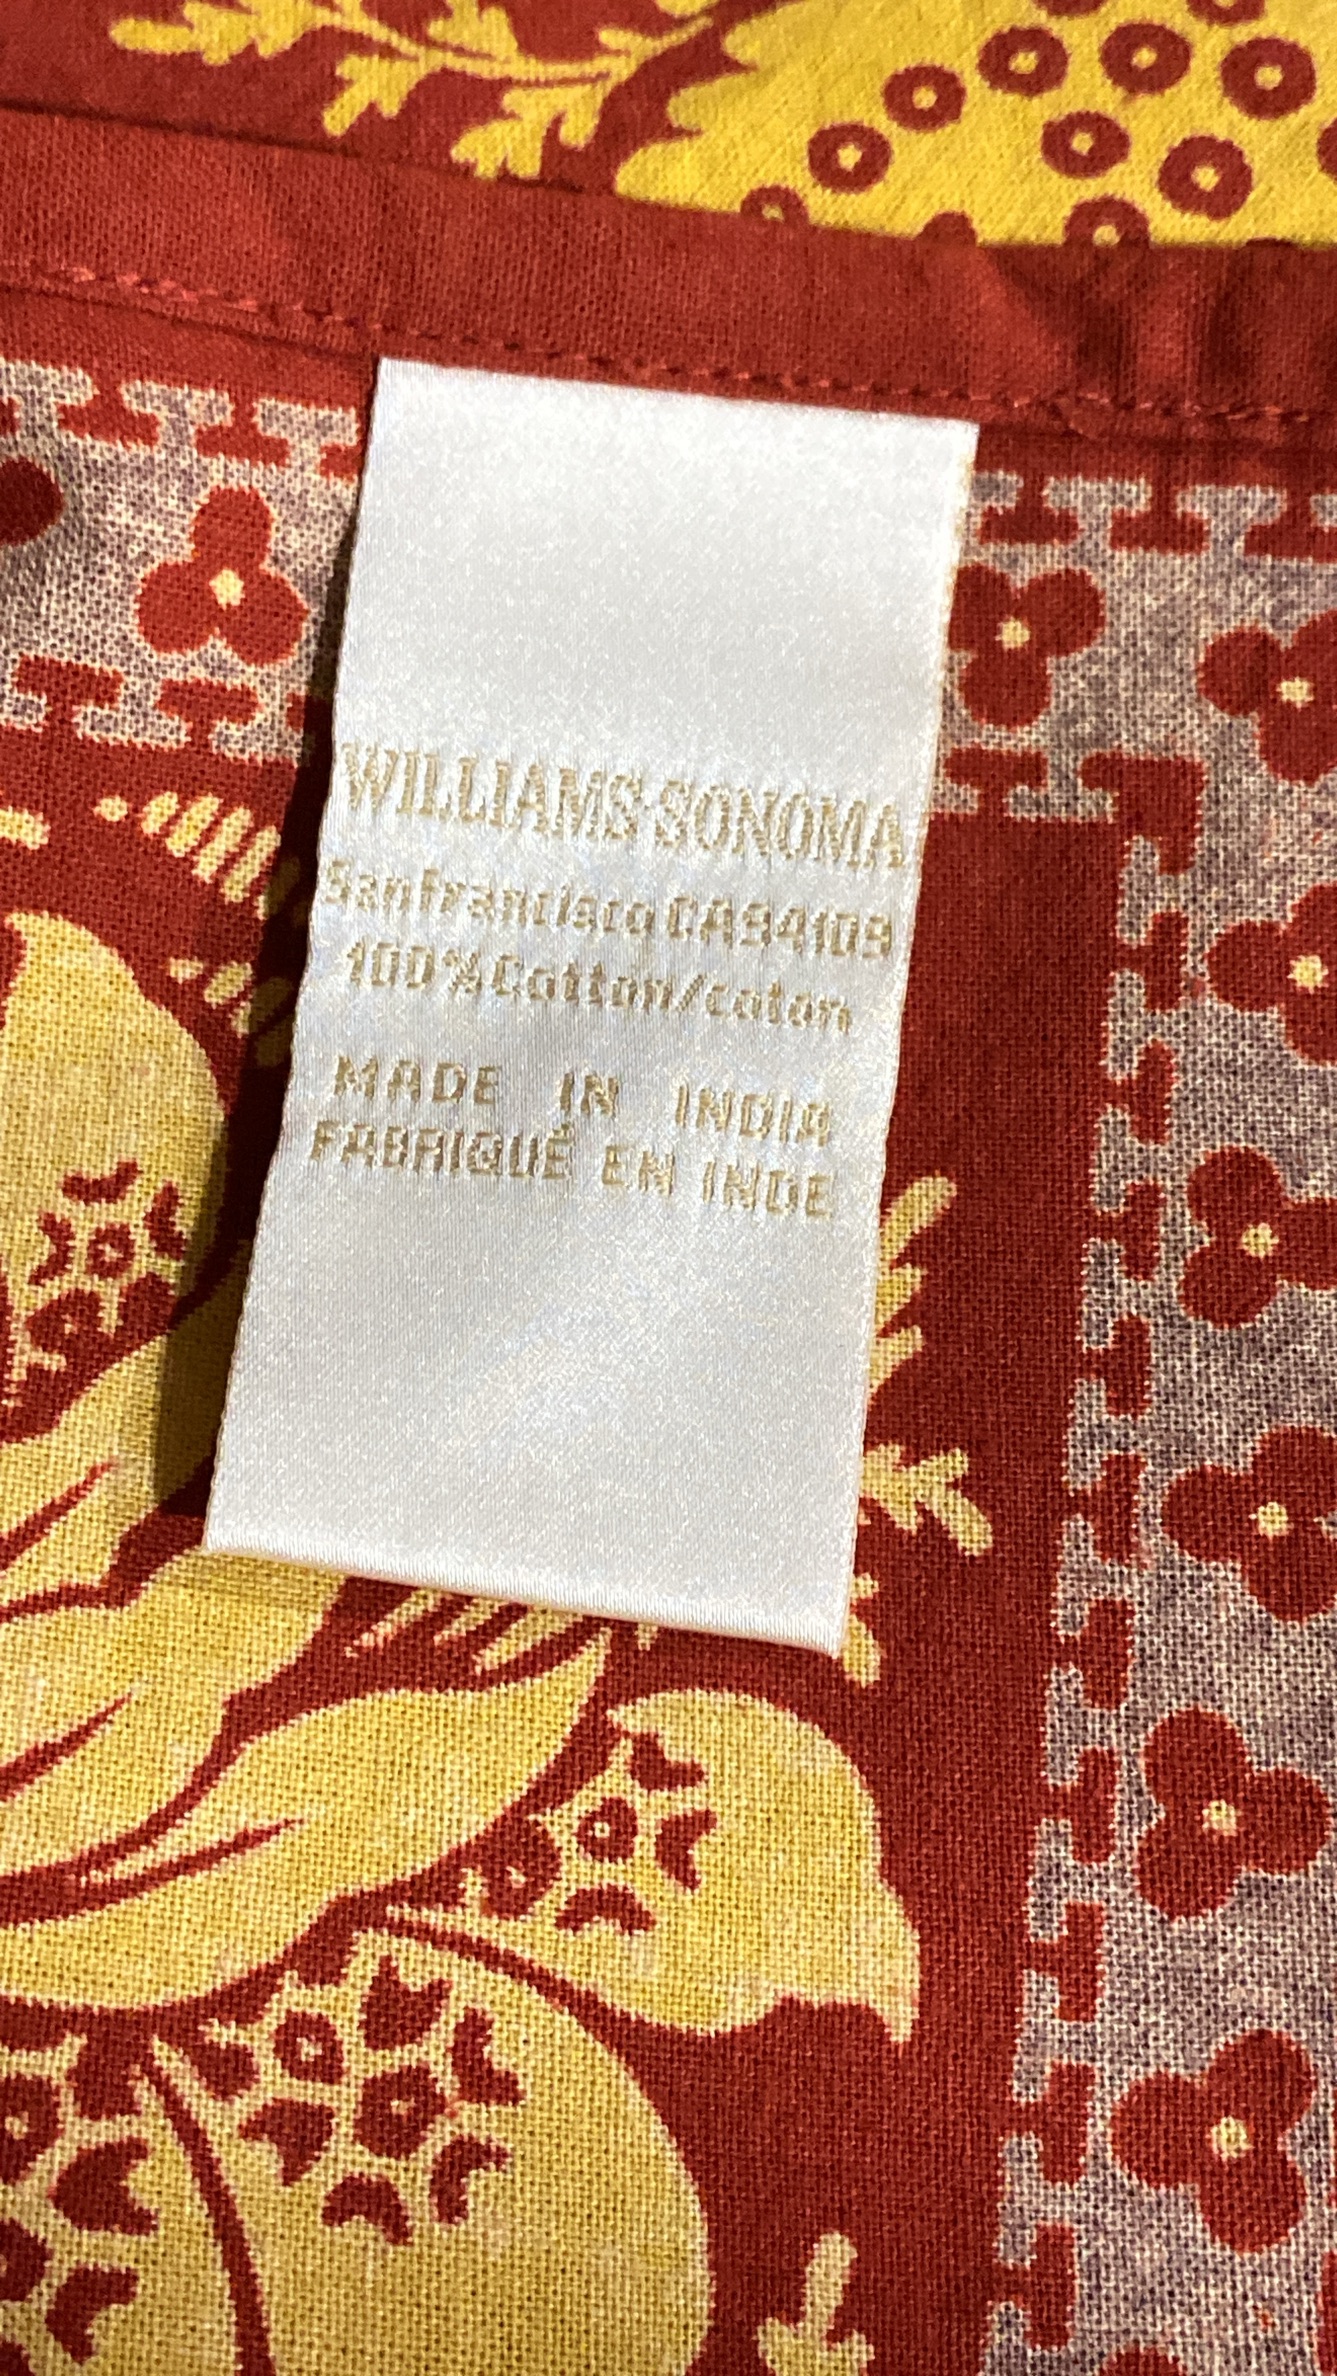 WILLIAMS-SONOMA
San Francisco CA 94109
100% Cotton/coton
MADE IN INDIA
FABRIQUÉ EN INDE